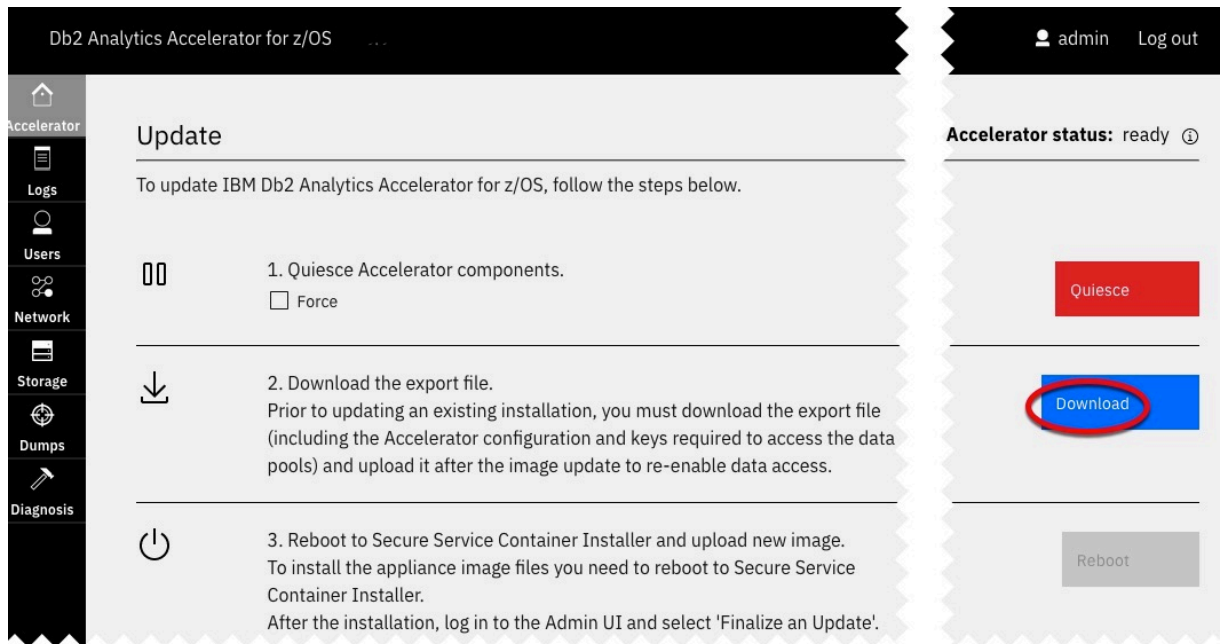 Db2 Analytics Accelerator for z/OS ...
admin Log out
Accelerator
Logs
Users
Network
Storage
Dumps
Diagnosis
Update
Accelerator status: ready
To update IBM Db2 Analytics Accelerator for z/OS, follow the steps below.
1. Quiesce Accelerator components.
Force
Quiesce
2. Download the export file.
Prior to updating an existing installation, you must download the export file
(including the Accelerator configuration and keys required to access the data
pools) and upload it after the image update to re-enable data access.
Download
3. Reboot to Secure Service Container Installer and upload new image.
To install the appliance image files you need to reboot to Secure Service
Container Installer.
After the installation, log in to the Admin UI and select 'Finalize an Update'.
Reboot